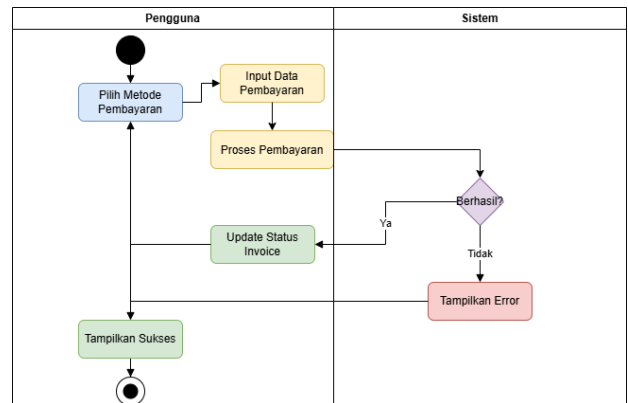 Pengguna
Sistem
Pilih Metode
Pembayaran
Input Data
Pembayaran
Proses Pembayaran
Berhasil?
Ya
Tidak
Update Status
Invoice
Tampilkan Error
Tampilkan Sukses